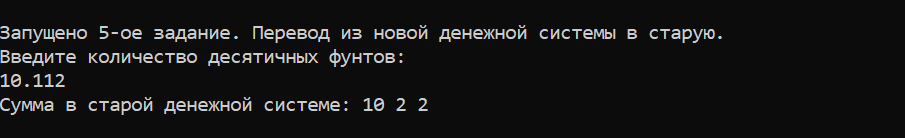 Запущено 5-ое задание. Перевод из новой денежной системы в старую.
Введите количество десятичных фунтов:
10.112
Сумма в старой денежной системе: 10 2 2